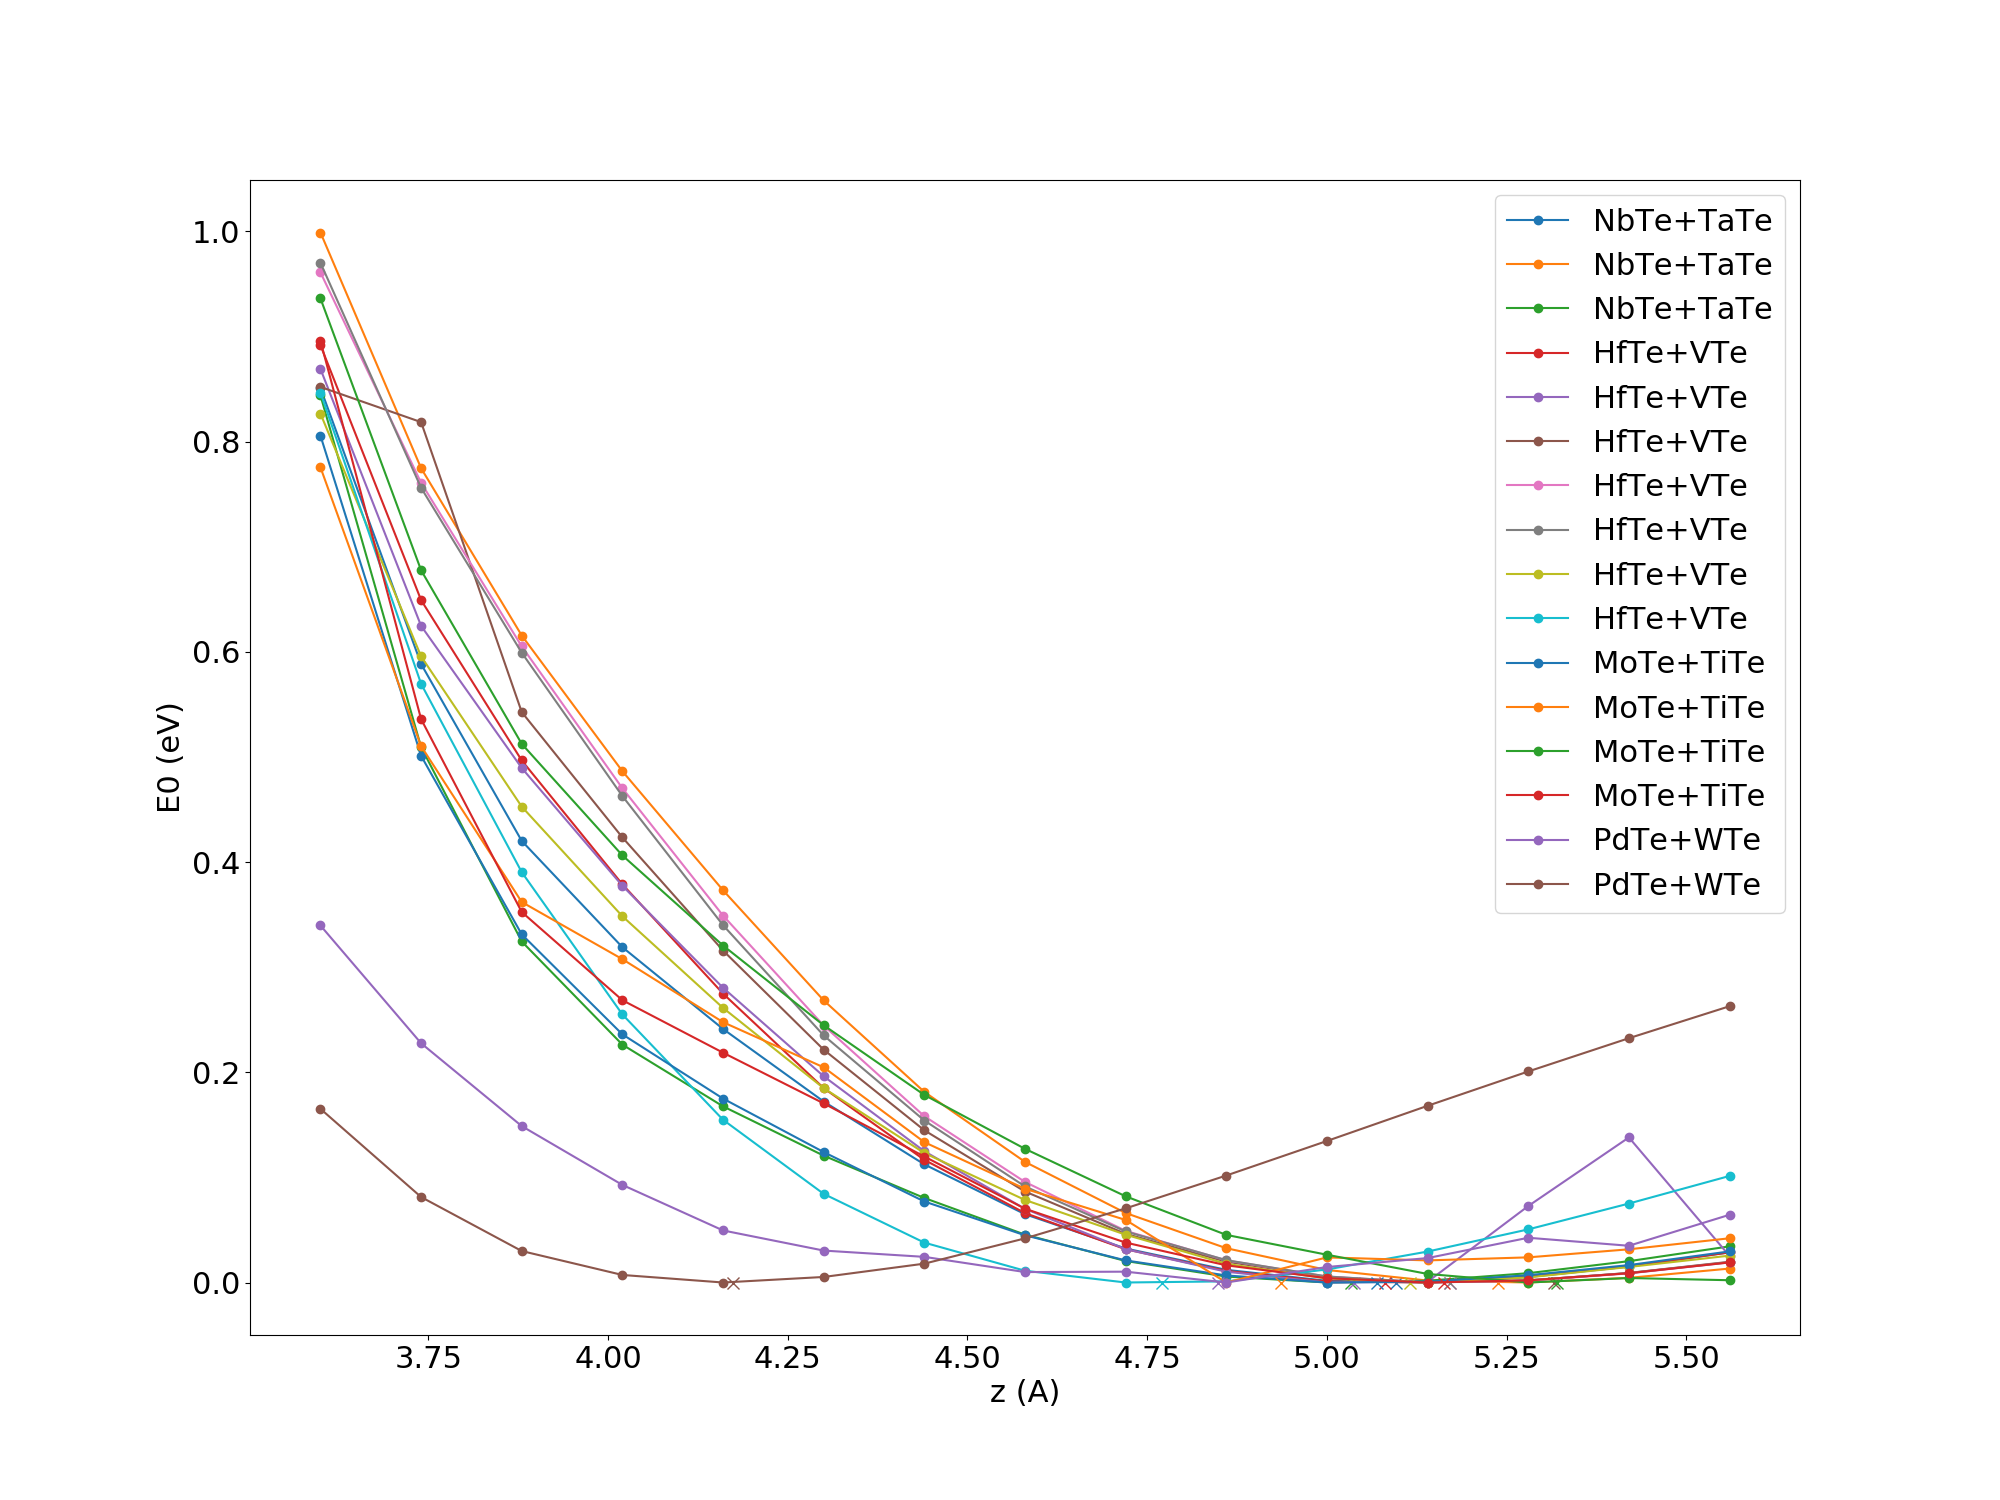 1.0
0.8
0.6
0.4
0.2
0.0
E0 (eV)
3.75 4.00 4.25 4.50 4.75 5.00 5.25 5.50
z (A)
NbTe+TaTe
NbTe+TaTe
NbTe+TaTe
HfTe+VTe
HfTe+VTe
HfTe+VTe
HfTe+VTe
HfTe+VTe
HfTe+VTe
HfTe+VTe
MoTe+TiTe
MoTe+TiTe
MoTe+TiTe
MoTe+TiTe
PdTe+WTe
PdTe+WTe